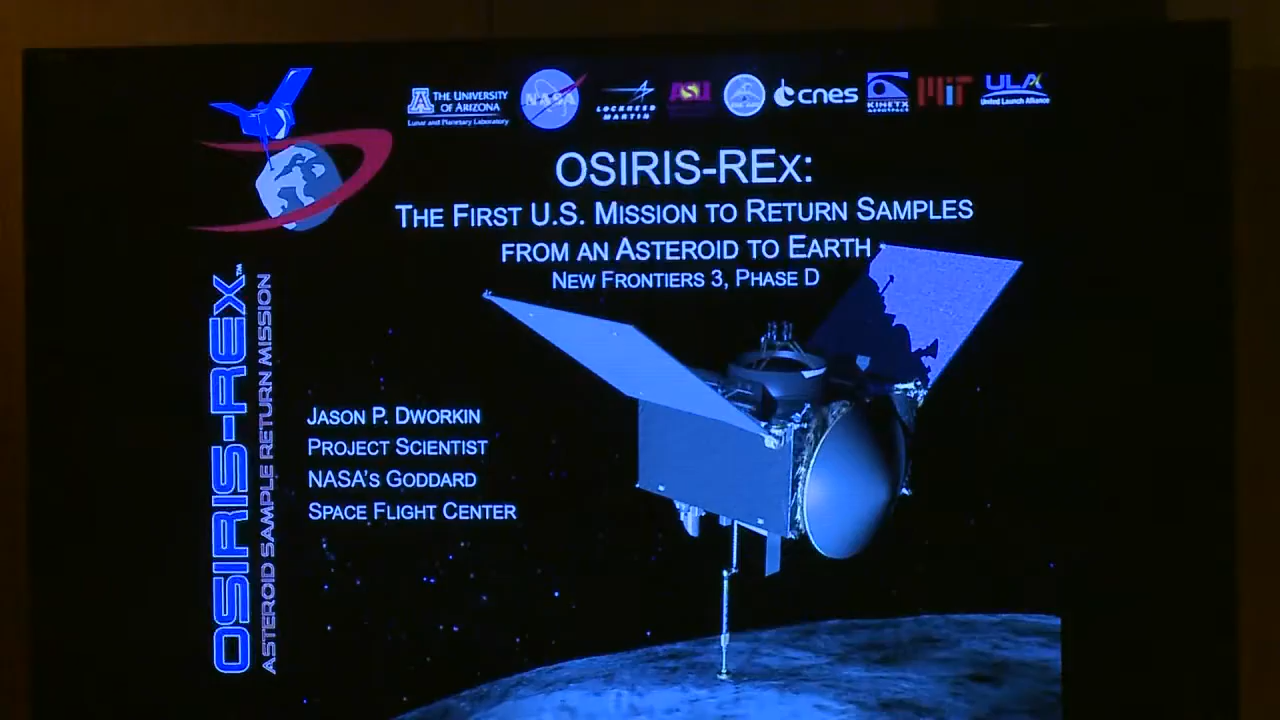 THE UNIVERSITY
OF ARIZONA
Lunar and Planetary Laboratory
NASA
LOCKHEED
MARTIN
ASU
cnes
KINETX
AEROSPACE
MIT
ULA
United Launch Alliance
OSIRIS-REx:
THE FIRST U.S. MISSION TO RETURN SAMPLES
FROM AN ASTEROID TO EARTH
NEW FRONTIERS 3, PHASE D
OSIRIS-REX™
ASTEROID SAMPLE RETURN MISSION
JASON P. DWORKIN
PROJECT SCIENTIST
NASA'S GODDARD
SPACE FLIGHT CENTER